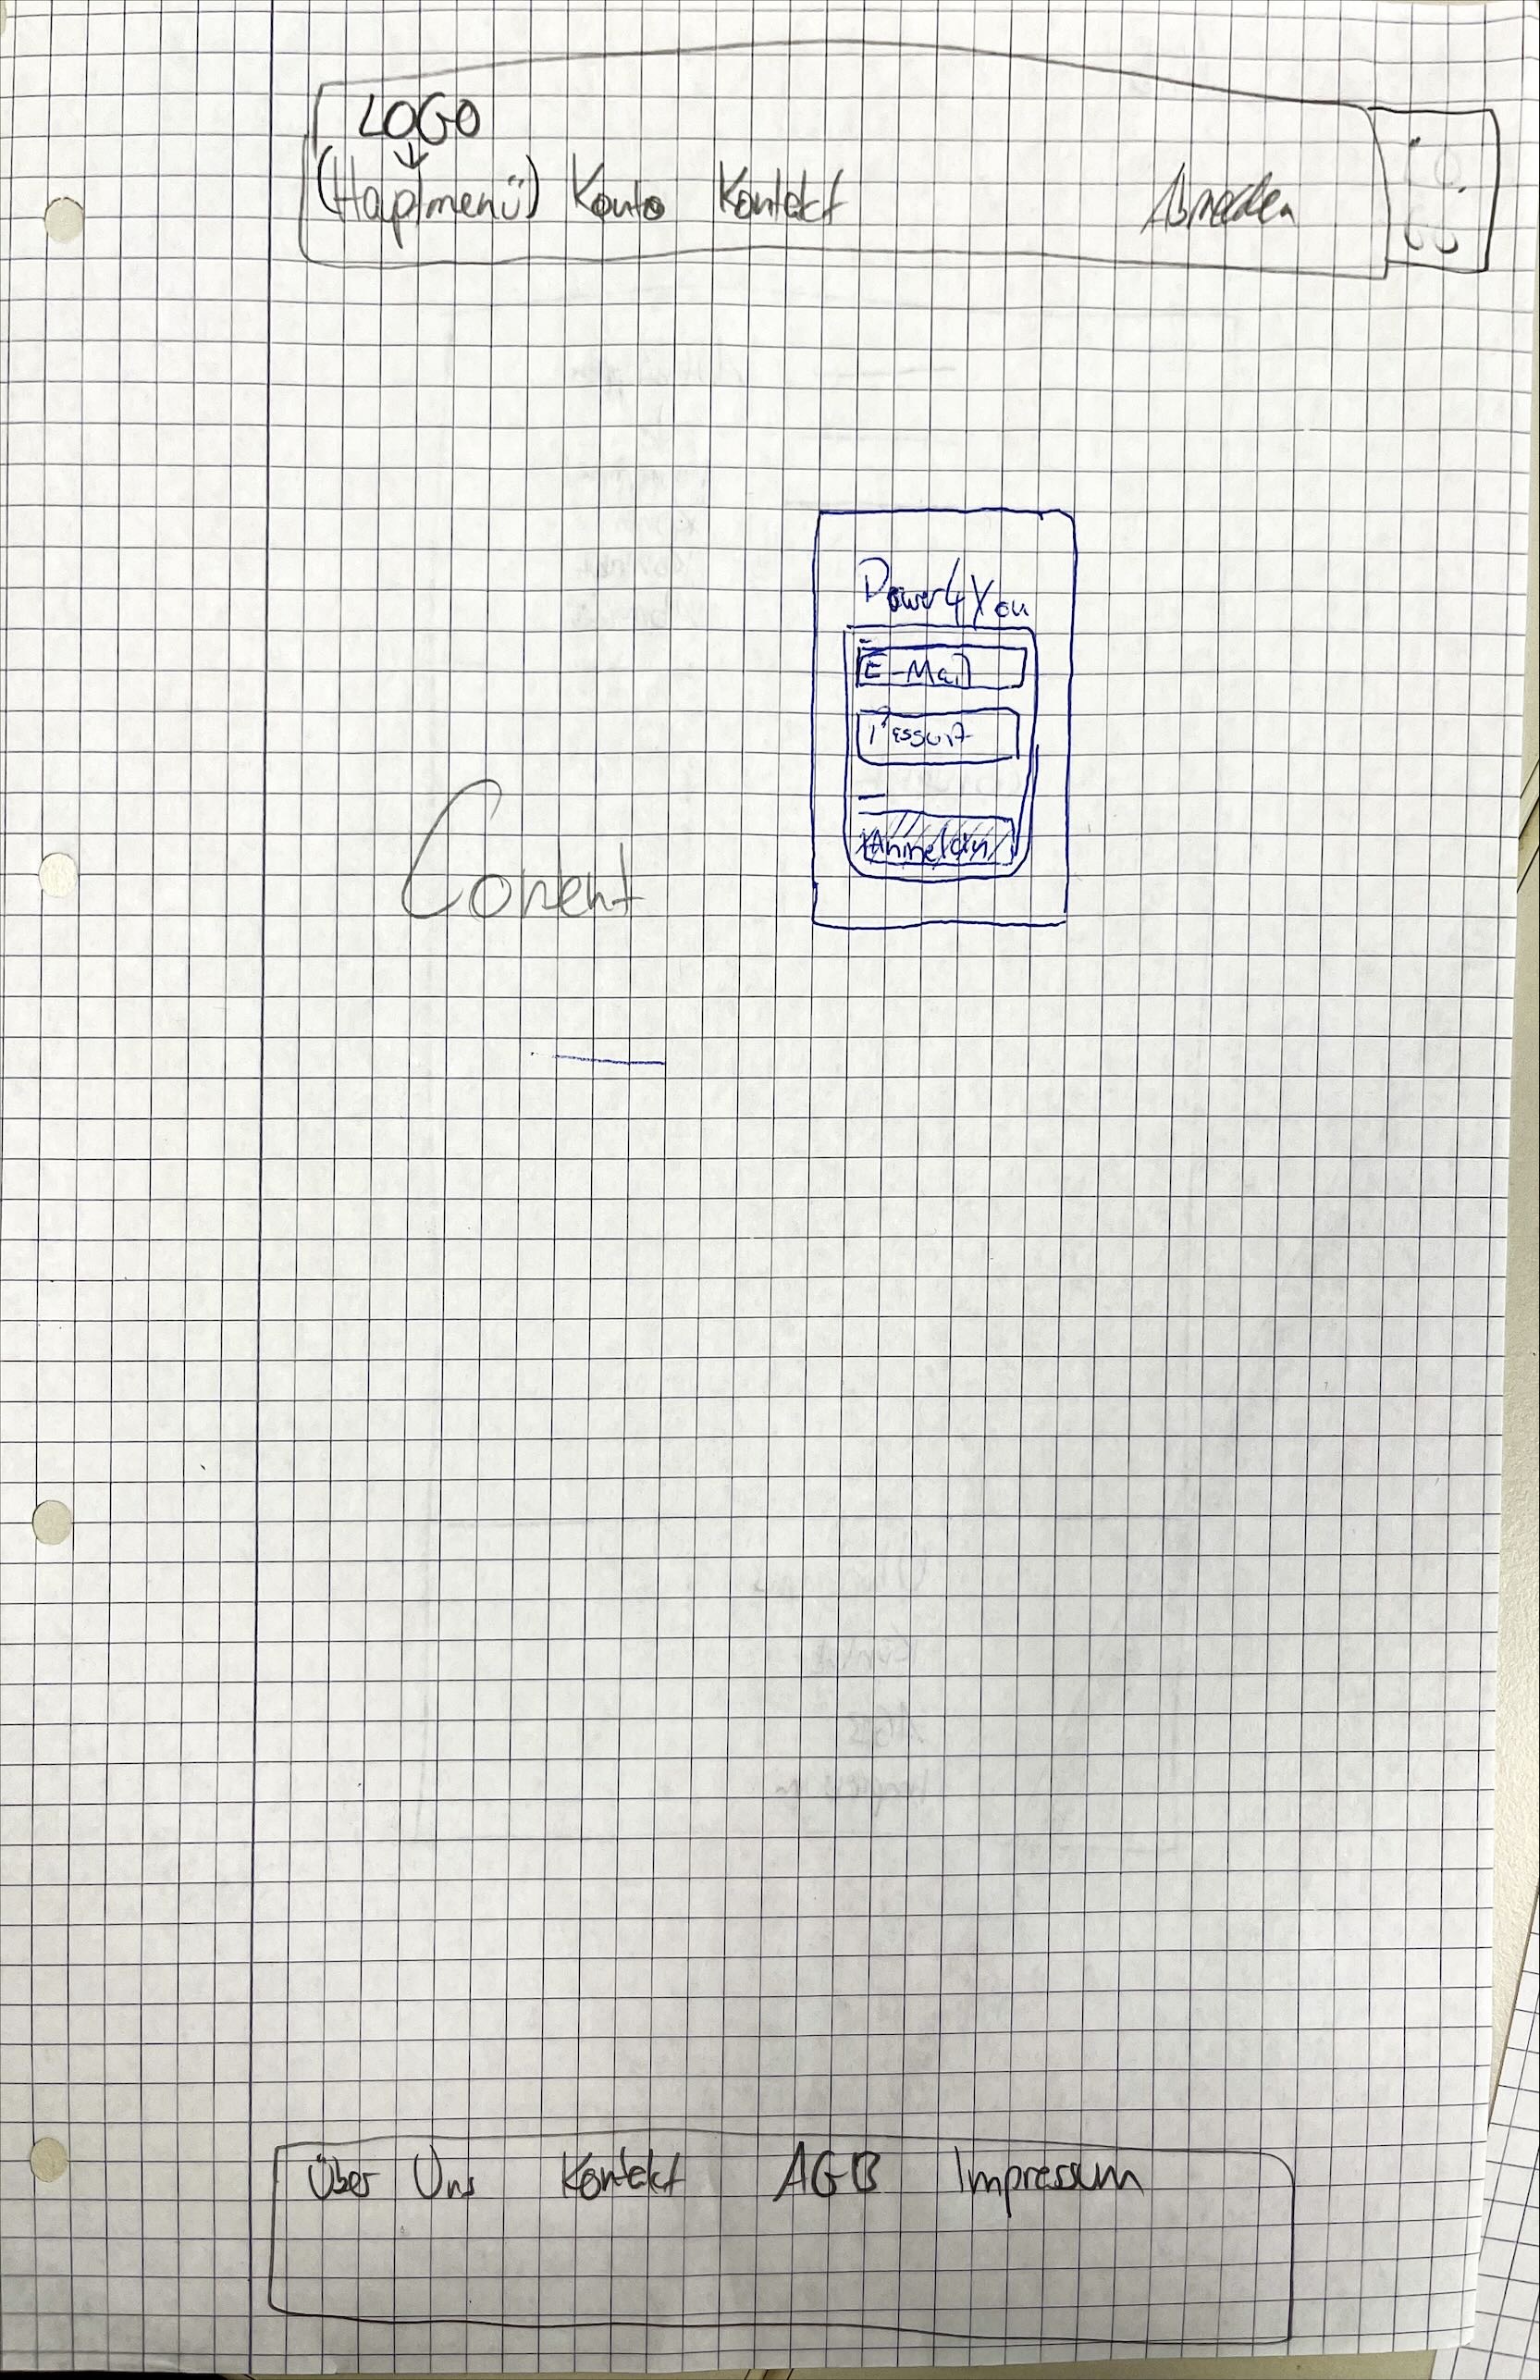 LOGO
(Hauptmenü) Konto Kontakt Abmelden
Power4You
E-Mail
Passwort
Anmelden
Content
Über Uns Kontakt AGB Impressum